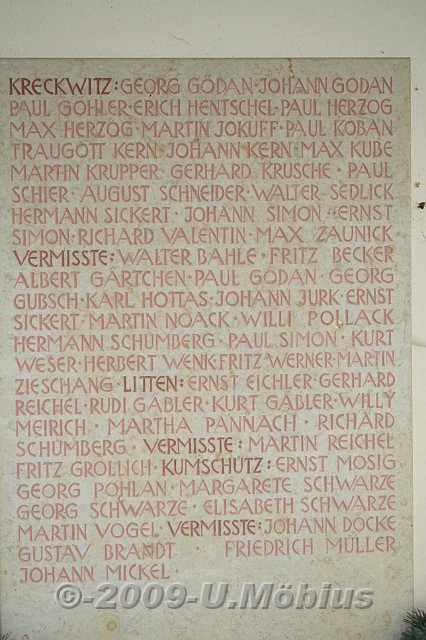 KRECKWITZ: GEORG GÖDAN · JOHANN GÖDAN
PAUL GÖHLER · ERICH HENTSCHEL · PAUL HERZOG
MAX HERZOG · MARTIN JOKUFF · PAUL KOBAN
TRAUGOTT KERN · JOHANN KERN · MAX KUBE
MARTIN KRUPPER · GERHARD KRUSCHE · PAUL
SCHIER · AUGUST SCHNEIDER · WALTER SEDLICK
HERMANN SICKERT · JOHANN SIMON · ERNST
SIMON · RICHARD VALENTIN · MAX ZAUNICK
VERMISSTE: WALTER BAHLE · FRITZ BECKER
ALBERT GÄRTCHEN · PAUL GÖDAN · GEORG
GUBSCH · KARL HOTTAS · JOHANN JURK · ERNST
SICKERT · MARTIN NOACK · WILLI POLLACK
HERMANN SCHÜMBERG · PAUL SIMON · KURT
WESER · HERBERT WENK · FRITZ WERNER · MARTIN
ZIESCHANG · LITTEN: ERNST EICHLER · GERHARD
REICHEL · RUDI GÄBLER · KURT GÄBLER · WILLY
MEIRICH · MARTHA PANNACH · RICHARD
SCHÜMBERG · VERMISSTE: MARTIN REICHEL
FRITZ GROLLICH · KUMSCHÜTZ: ERNST MOSIG
GEORG POHLAN · MARGARETE SCHWARZE
GEORG SCHWARZE · ELISABETH SCHWARZE
MARTIN VOGEL · VERMISSTE: JOHANN DÖCKE
GUSTAV BRANDT · FRIEDRICH MÜLLER
JOHANN MICKEL ·
©-2009-U.Möbius